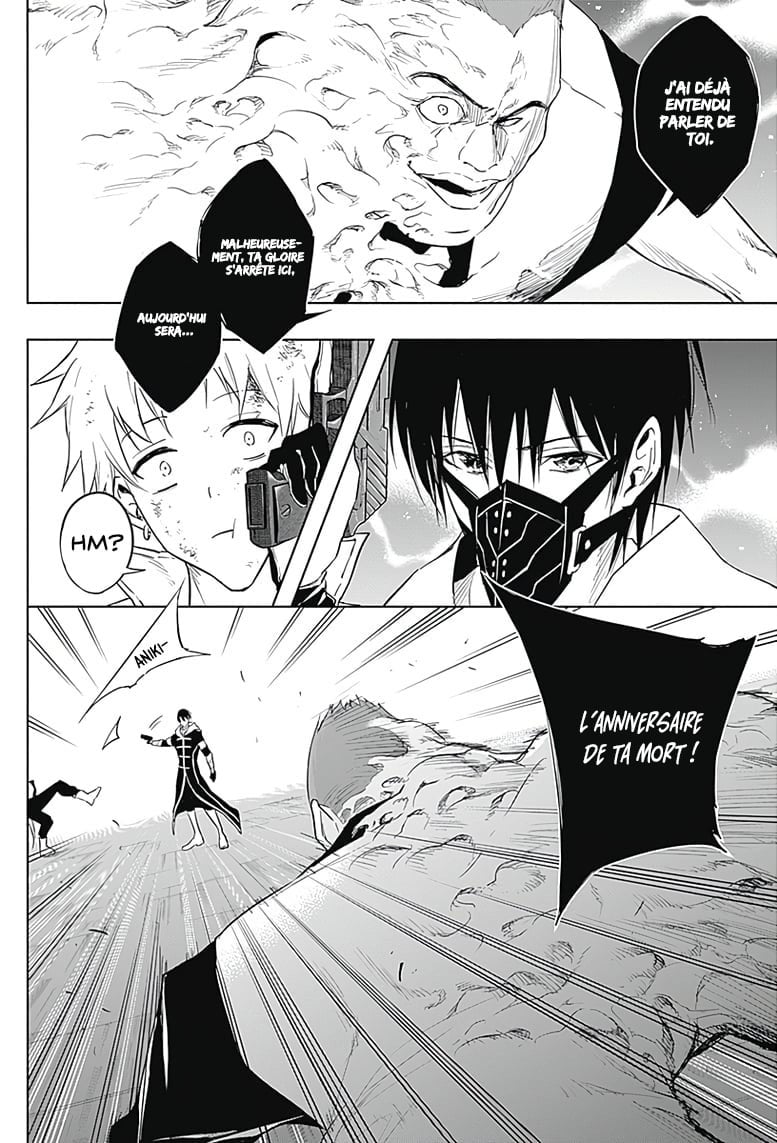 J'AI DÉJÀ
ENTENDU
PARLER DE
TOI.
MALHEUREUSE-
MENT, TA GLOIRE
S'ARRÊTE ICI.
AUJOURD'HUI
SERA...
HM?
L'ANNIVERSAIRE
DE TA MORT !
ANIKI-